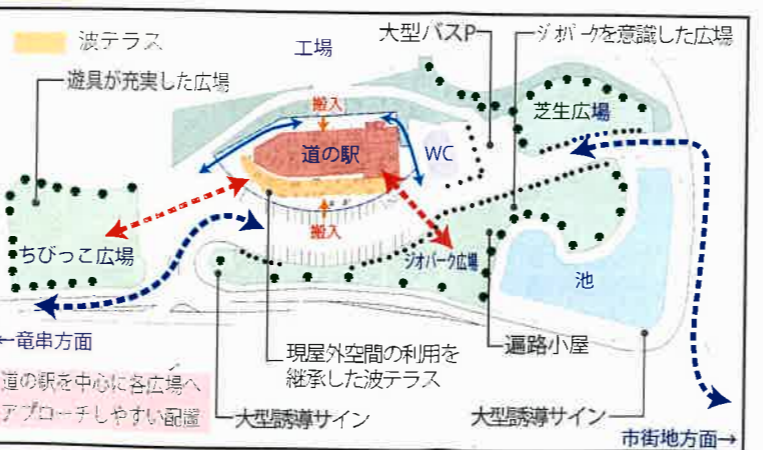 波テラス
工場
大型バスP
ジオパークを意識した広場
遊具が充実した広場
搬入
芝生広場
道の駅
WC
搬入
ちびっこ広場
ジオパーク広場
池
←竜串方面
現屋外空間の利用を
継承した波テラス
遍路小屋
道の駅を中心に各広場へ
アプローチしやすい配置
大型誘導サイン
大型誘導サイン
市街地方面→